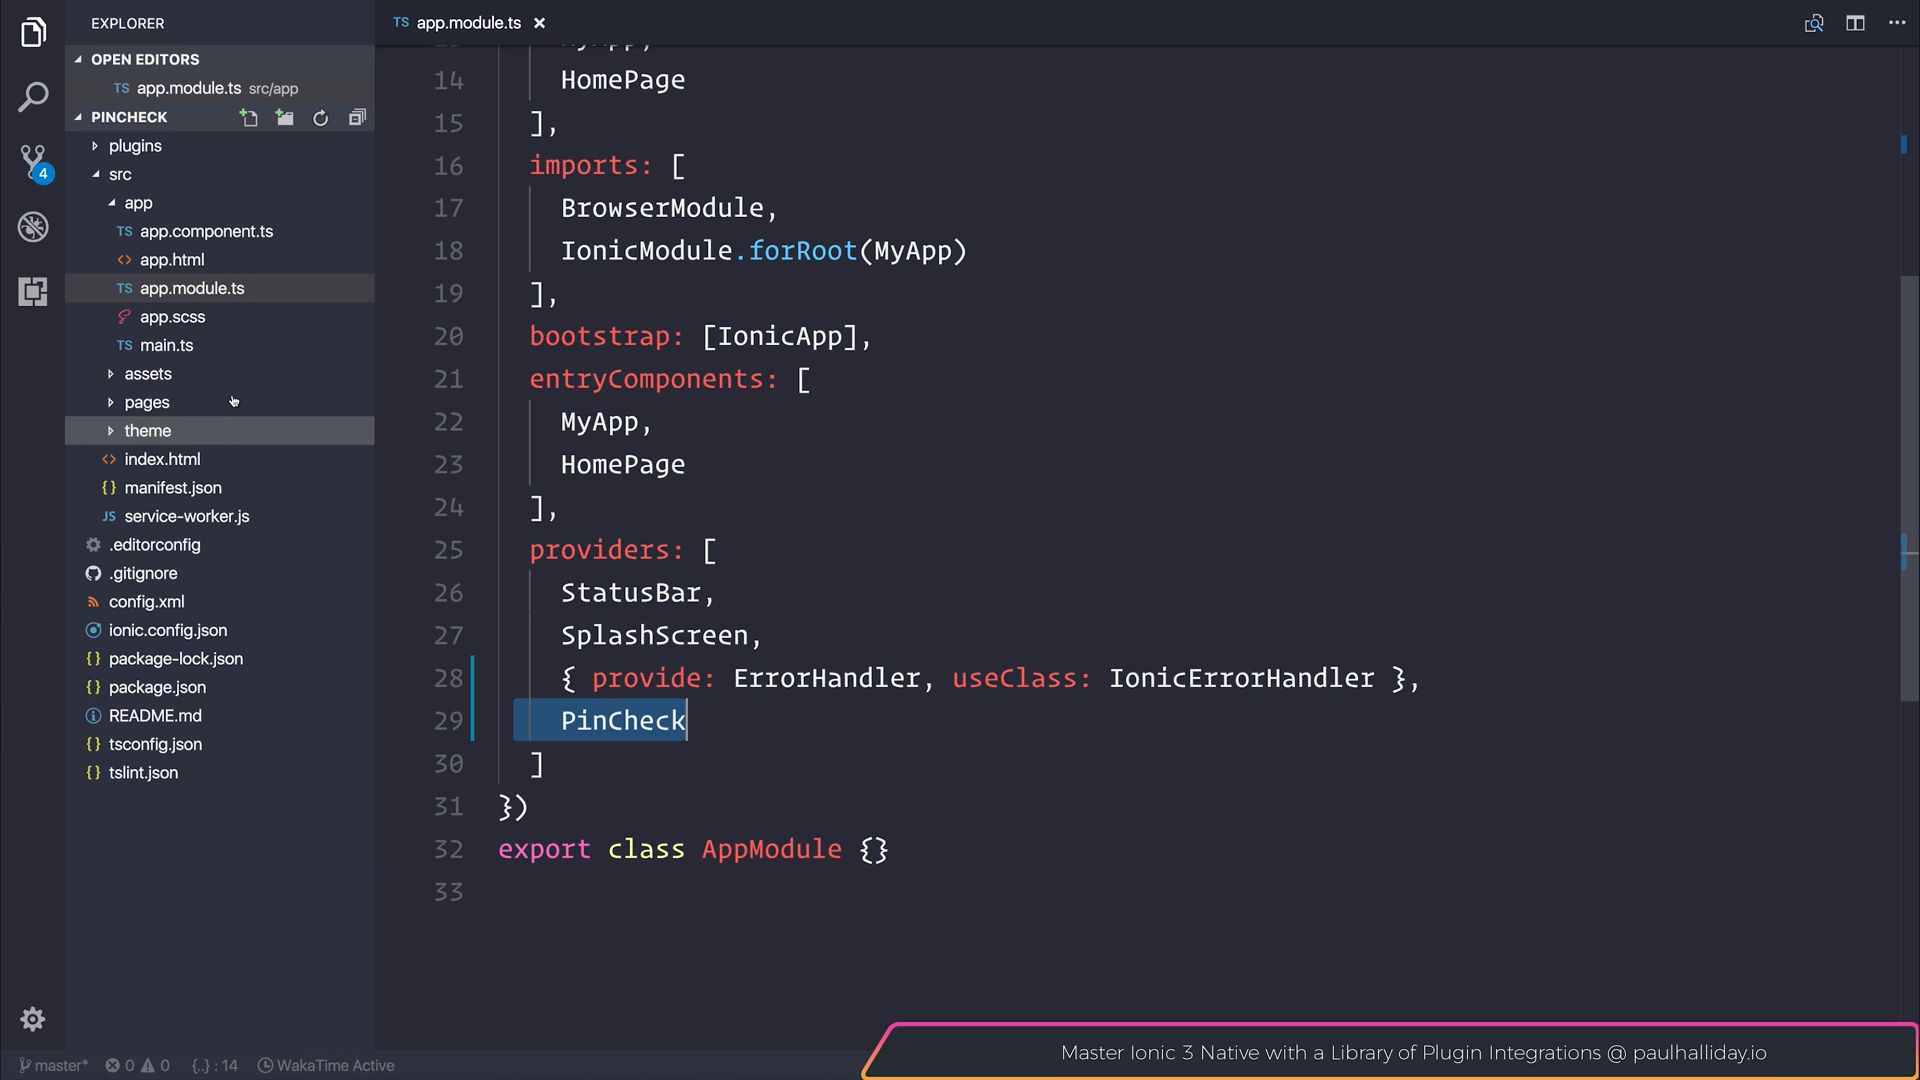 EXPLORER
OPEN EDITORS
TS app.module.ts src/app
PINCHECK
plugins
src
app
TS app.component.ts
<> app.html
TS app.module.ts
app.scss
TS main.ts
assets
pages
theme
<> index.html
{} manifest.json
JS service-worker.js
.editorconfig
.gitignore
config.xml
ionic.config.json
{} package-lock.json
{} package.json
README.md
{} tsconfig.json
{} tslint.json
4
TS app.module.ts
14 HomePage
15 ],
16 imports: [
17 BrowserModule,
18 IonicModule.forRoot(MyApp)
19 ],
20 bootstrap: [IonicApp],
21 entryComponents: [
22 MyApp,
23 HomePage
24 ],
25 providers: [
26 StatusBar,
27 SplashScreen,
28 { provide: ErrorHandler, useClass: IonicErrorHandler },
29 PinCheck
30 ]
31 })
32 export class AppModule {}
33
master* 0 0 {..} : 14 WakaTime Active
Master Ionic 3 Native with a Library of Plugin Integrations @ paulhalliday.io